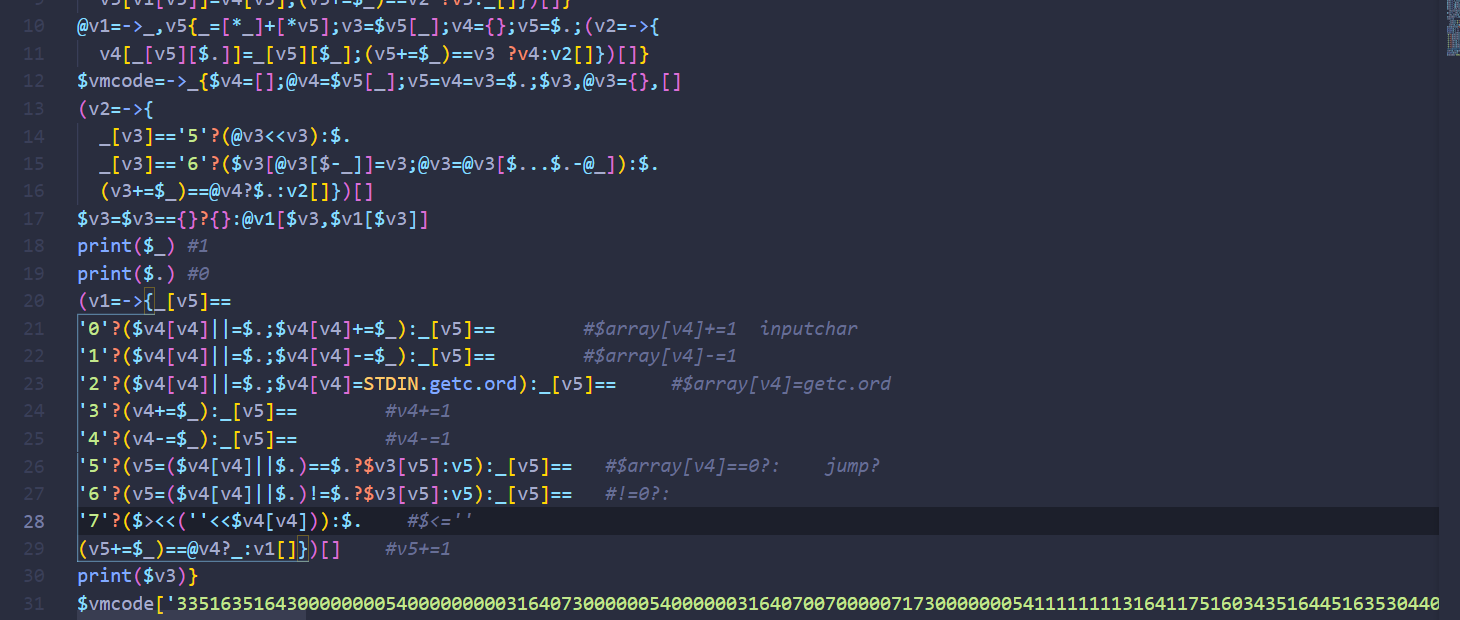 10 @v1=->_,v5{_=[*_]+[*v5];v3=$v5[_];v4={};v5=$.;(v2=->{
11 v4[_[v5][$.]]=_[v5][$_];(v5+=$_)==v3 ?v4:v2[]})[]}
12 $vmcode=->_{$v4=[];@v4=$v5[_];v5=v4=v3=$.;$v3,@v3={},[]
13 (v2=->{
14 _[v3]=='5'?(@v3<<v3):$.
15 _[v3]=='6'?($v3[@v3[$-_]]=v3;@v3=@v3[$...$.-@_]):$.
16 (v3+=$_)==@v4?$.:v2[]})[]
17 $v3=$v3=={}?{}:@v1[$v3,$v1[$v3]]
18 print($_) #1
19 print($.) #0
20 (v1=->{_[v5]==
21 '0'?($v4[v4]||=$.;$v4[v4]+=$_):_[v5]== #$array[v4]+=1 inputchar
22 '1'?($v4[v4]||=$.;$v4[v4]-=$_):_[v5]== #$array[v4]-=1
23 '2'?($v4[v4]||=$.;$v4[v4]=STDIN.getc.ord):_[v5]== #$array[v4]=getc.ord
24 '3'?(v4+=$_):_[v5]== #v4+=1
25 '4'?(v4-=$_):_[v5]== #v4-=1
26 '5'?(v5=($v4[v4]||$.)==$.?$v3[v5]:v5):_[v5]== #$array[v4]==0?: jump?
27 '6'?(v5=($v4[v4]||$.)!=$.?$v3[v5]:v5):_[v5]== #!=0?:
28 '7'?($><<(''<<$v4[v4])):$. #$<=''
29 (v5+=$_)==@v4?_:v1[]})[] #v5+=1
30 print($v3)}
31 $vmcode['33516351643000000005400000000031640730000005400000031640700700000717300000005411111111131641175160343516445163530440